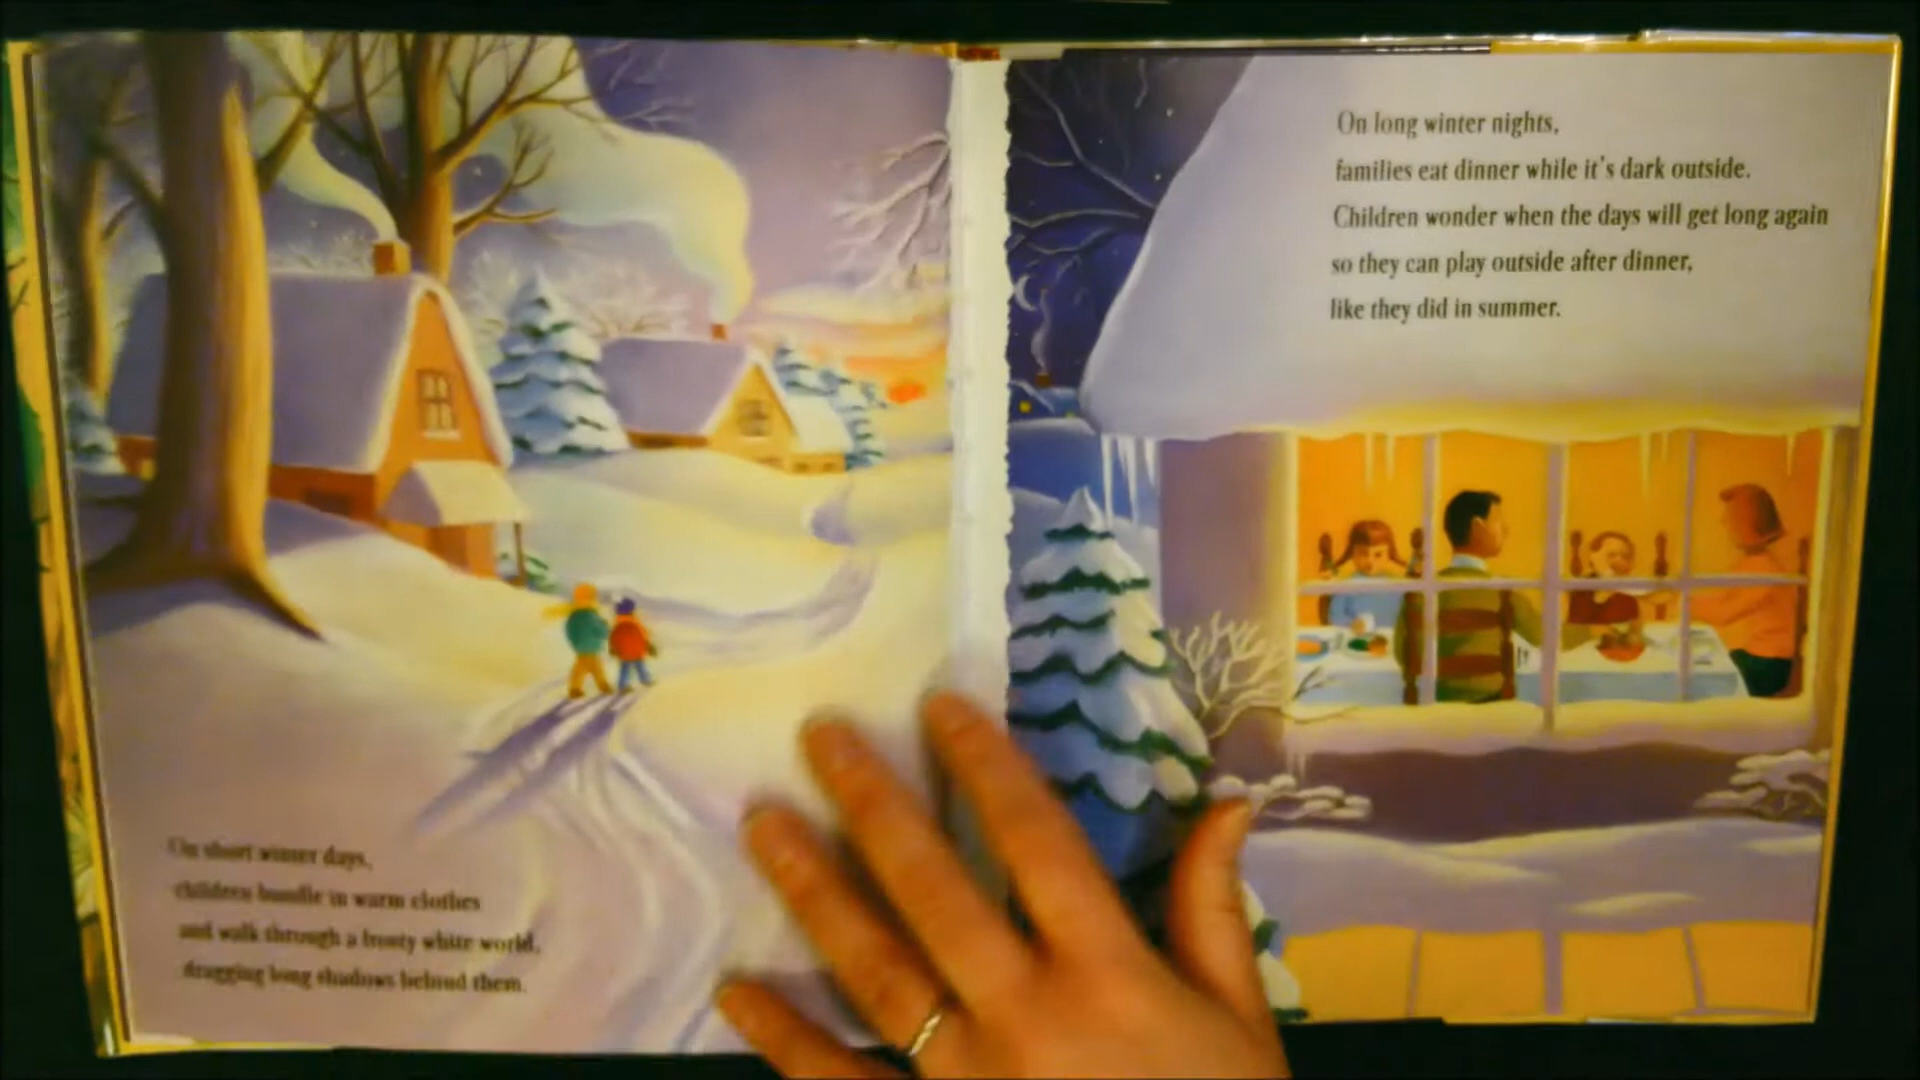 On short winter days,
children bundle in warm clothes
and walk through a frosty white world,
dragging long shadows behind them.
On long winter nights,
families eat dinner while it's dark outside.
Children wonder when the days will get long again
so they can play outside after dinner,
like they did in summer.